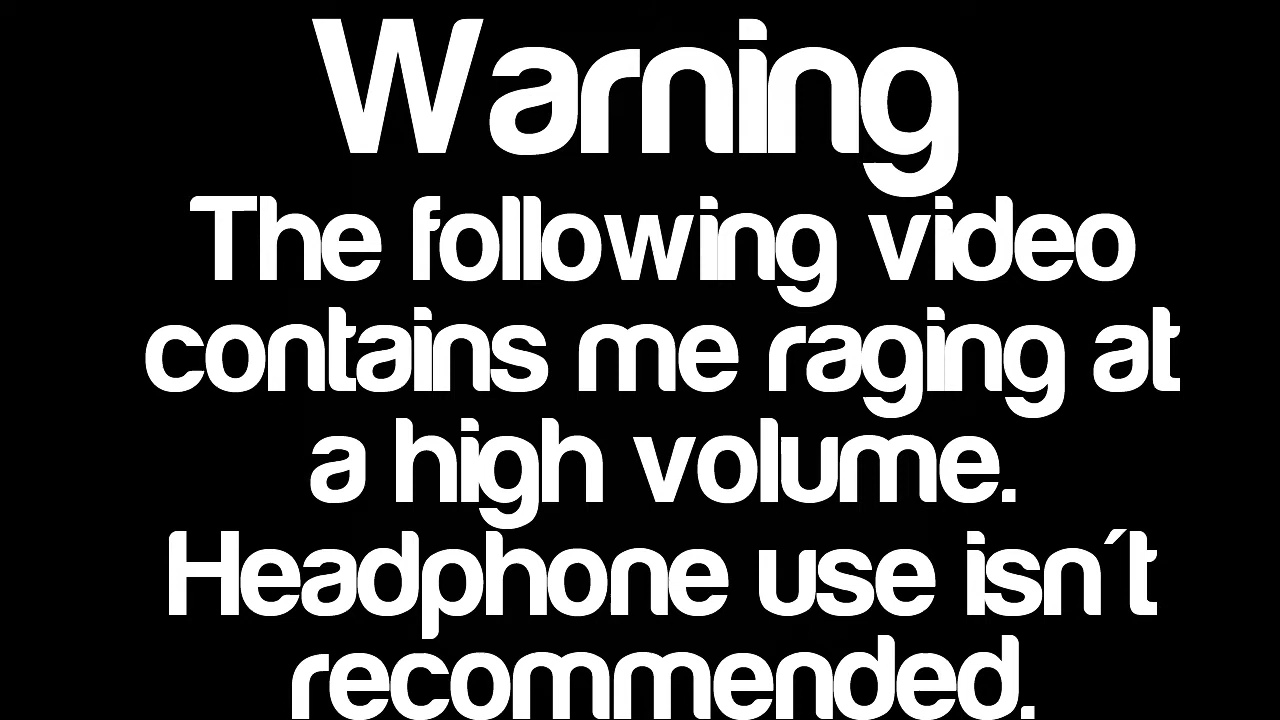 Warning
The following video
contains me raging at
a high volume.
Headphone use isn´t
recommended.